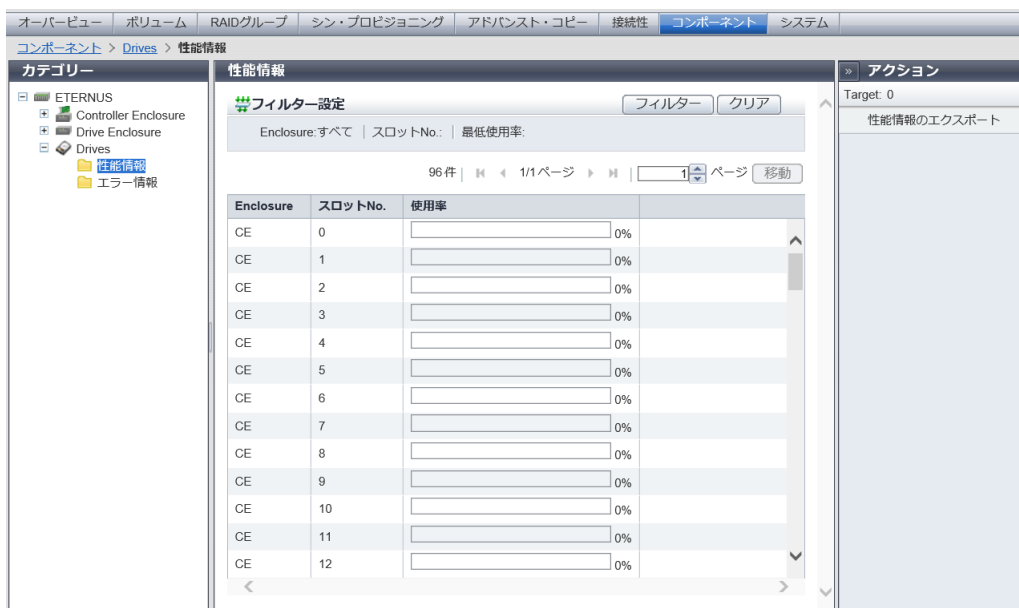 オーバービュー ボリューム RAIDグループ シン・プロビジョニング アドバンスト・コピー 接続性 コンポーネント システム
コンポーネント > Drives > 性能情報
カテゴリー
ETERNUS
Controller Enclosure
Drive Enclosure
Drives
性能情報
エラー情報
性能情報
フィルター設定 フィルター クリア
Enclosure:すべて | スロットNo.: | 最低使用率:
96件 | 1/1ページ | 1 ページ 移動
Enclosure スロットNo. 使用率
CE 0 0%
CE 1 0%
CE 2 0%
CE 3 0%
CE 4 0%
CE 5 0%
CE 6 0%
CE 7 0%
CE 8 0%
CE 9 0%
CE 10 0%
CE 11 0%
CE 12 0%
» アクション
Target: 0
性能情報のエクスポート